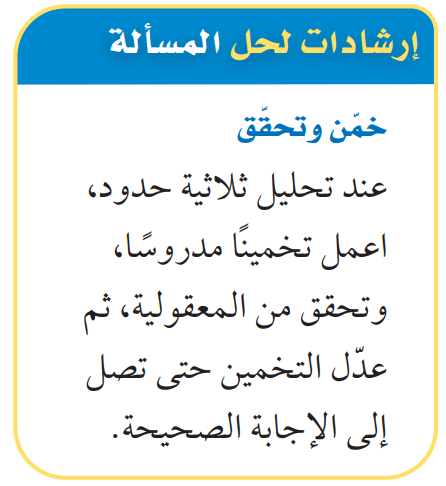 إرشادات لحل المسألة
خمّن وتحقّق
عند تحليل ثلاثية حدود،
اعمل تخمينًا مدروسًا،
وتحقق من المعقولية، ثم
عدّل التخمين حتى تصل
إلى الإجابة الصحيحة.